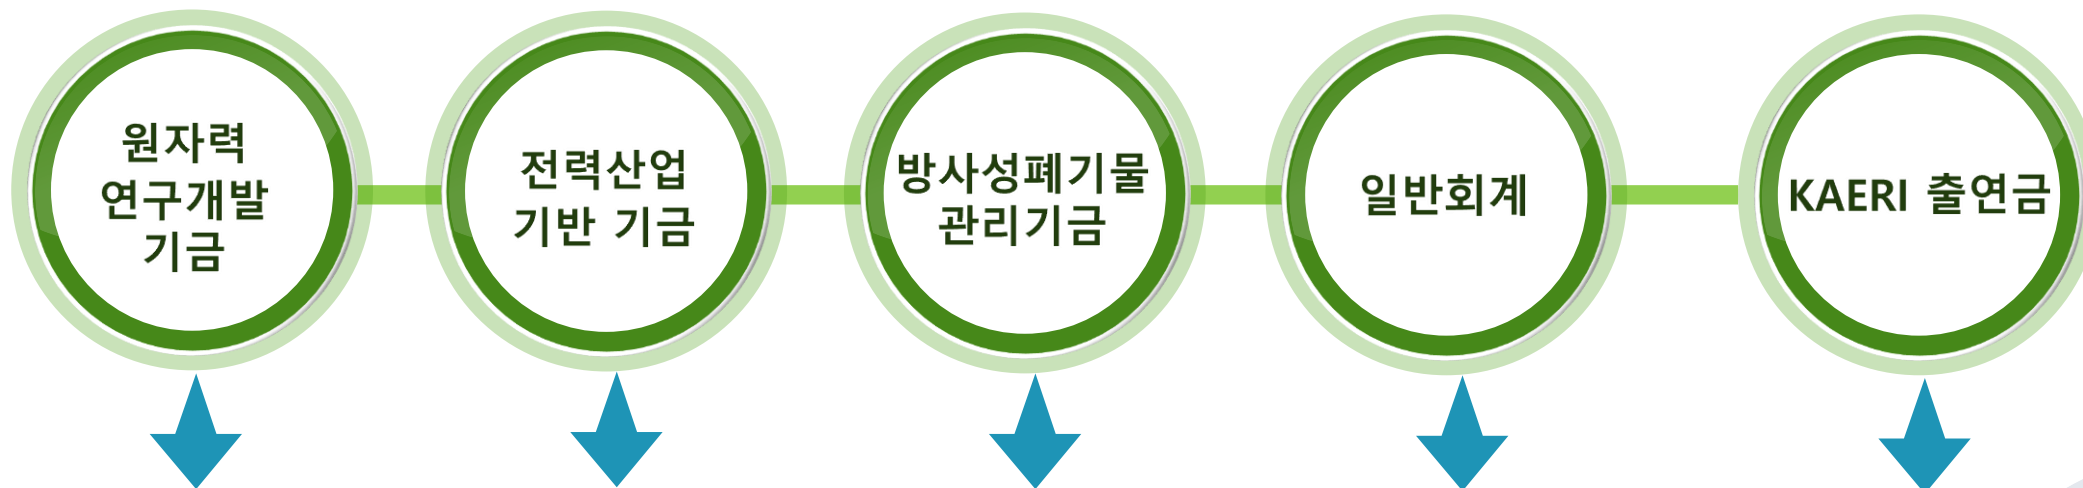 원자력
연구개발
기금
전력산업
기반 기금
방사성폐기물
관리기금
일반회계
KAERI 출연금